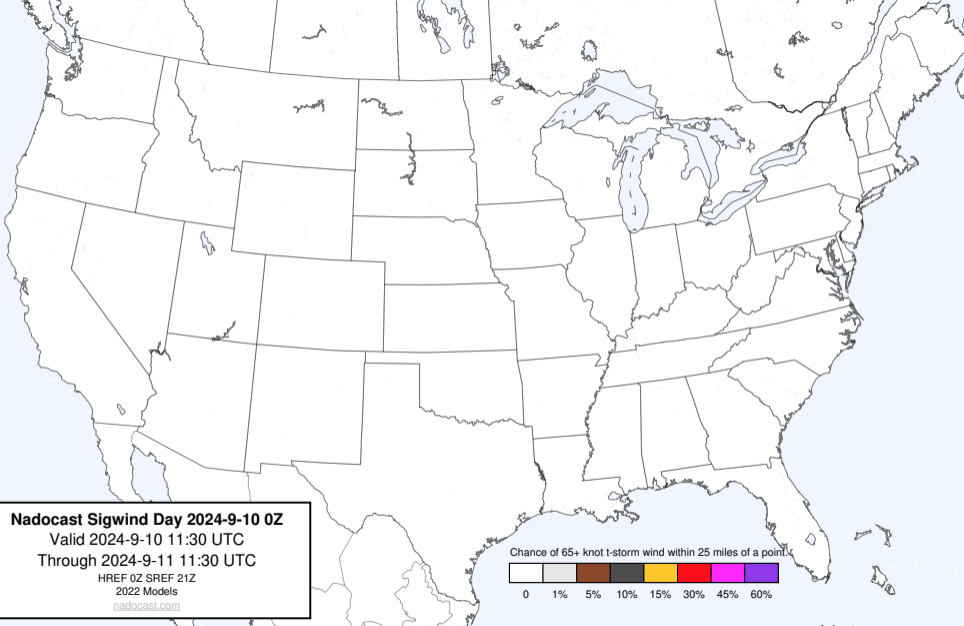 Nadocast Sigwind Day 2024-9-10 0Z
Valid 2024-9-10 11:30 UTC
Through 2024-9-11 11:30 UTC
HREF 0Z SREF 21Z
2022 Models
nadocast.com
Chance of 65+ knot t-storm wind within 25 miles of a point.
0 1% 5% 10% 15% 30% 45% 60%